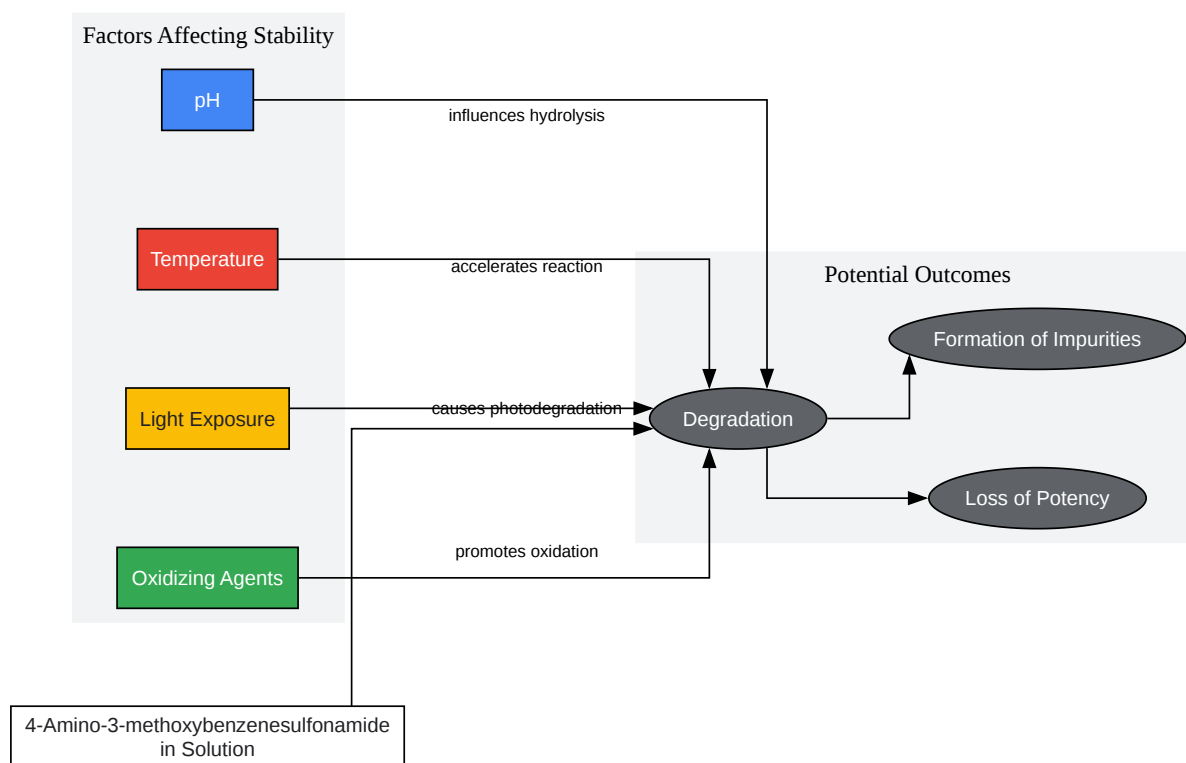 Factors Affecting Stability
pH
influences hydrolysis
Temperature
accelerates reaction
Potential Outcomes
Formation of Impurities
Light Exposure
causes photodegradation
Degradation
Loss of Potency
Oxidizing Agents
promotes oxidation
4-Amino-3-methoxybenzenesulfonamide
in Solution